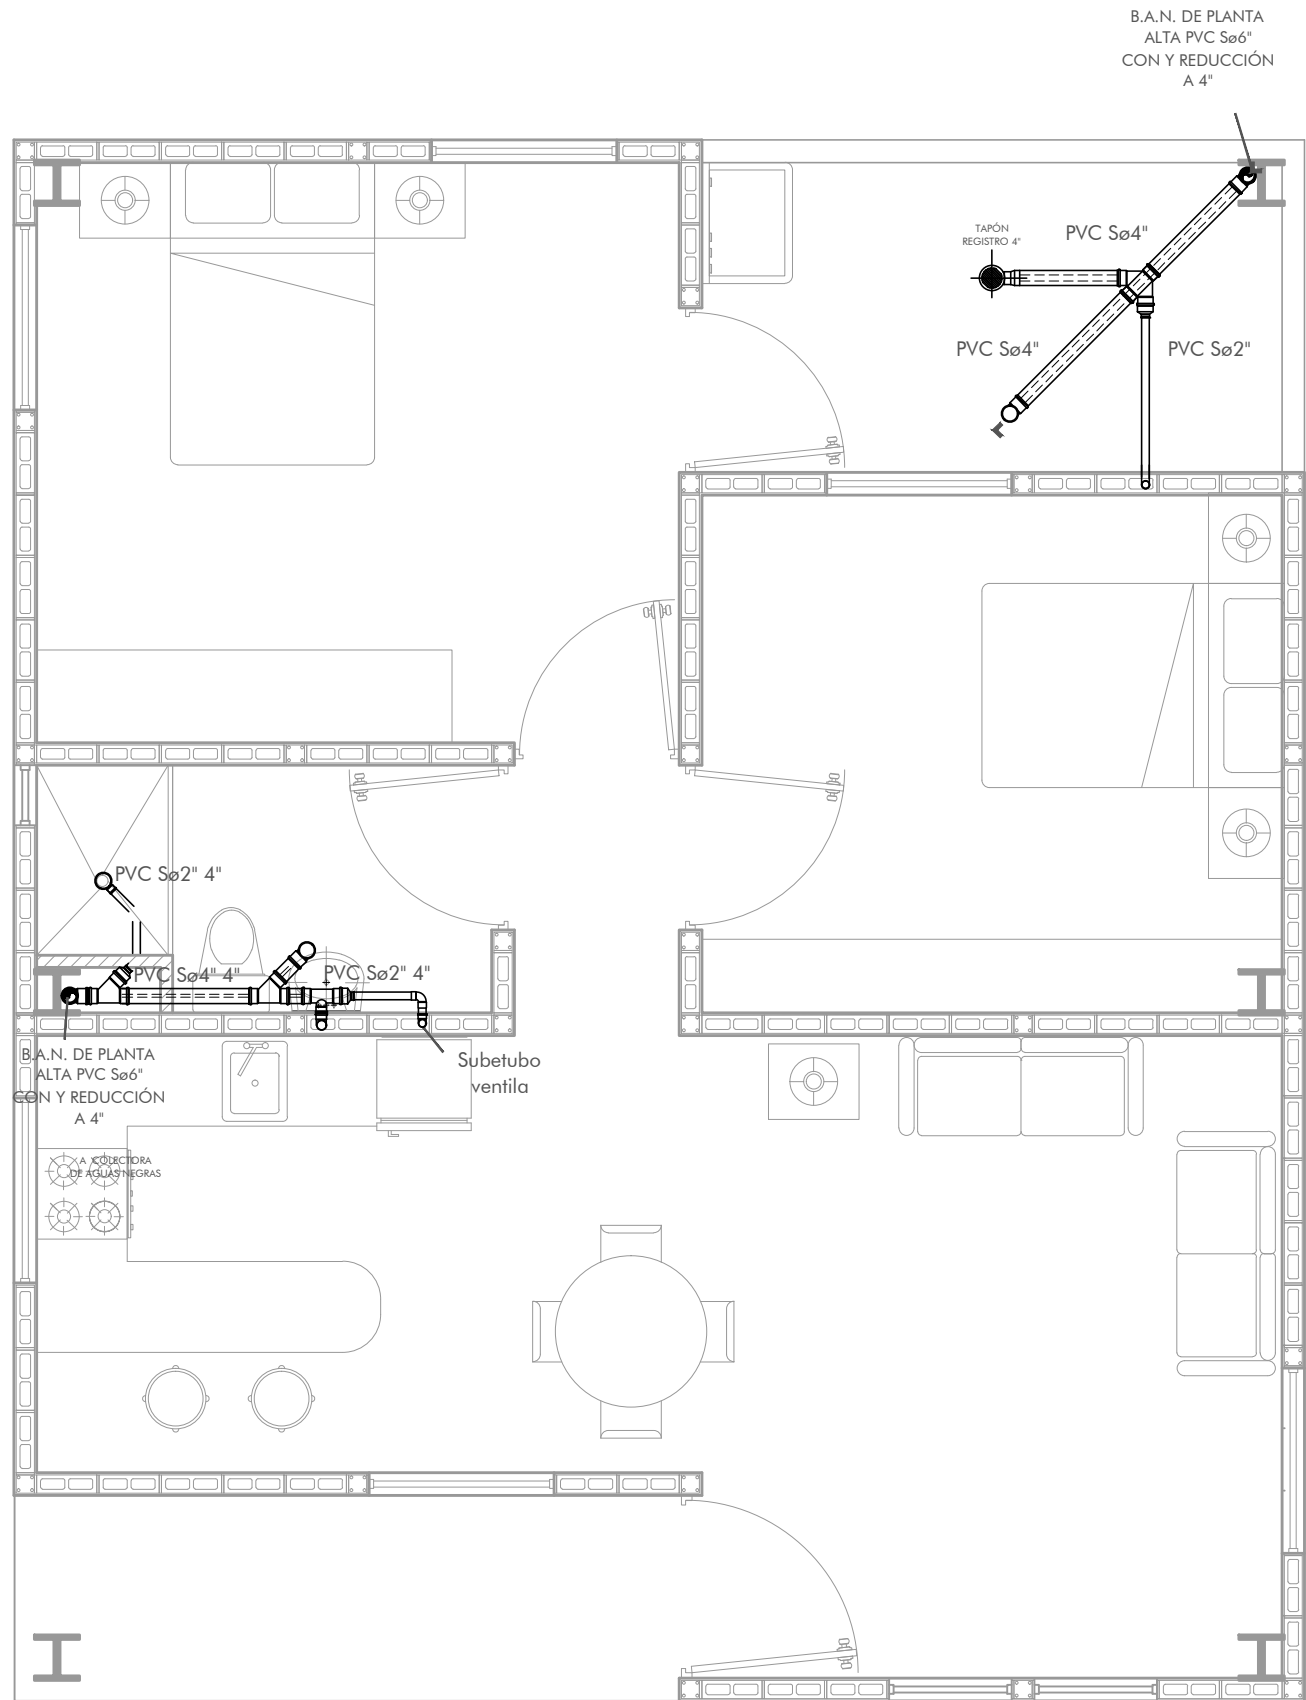 B.A.N. DE PLANTA
ALTA PVC Sø6"
CON Y REDUCCIÓN
A 4"
TAPÓN
REGISTRO 4"
PVC Sø4"
PVC Sø4"
PVC Sø2"
PVC Sø2" 4"
PVC Sø4" 4"
PVC Sø2" 4"
B.A.N. DE PLANTA
ALTA PVC Sø6"
CON Y REDUCCIÓN
A 4"
Subetubo
ventila
A COLECTORA
DE AGUAS NEGRAS